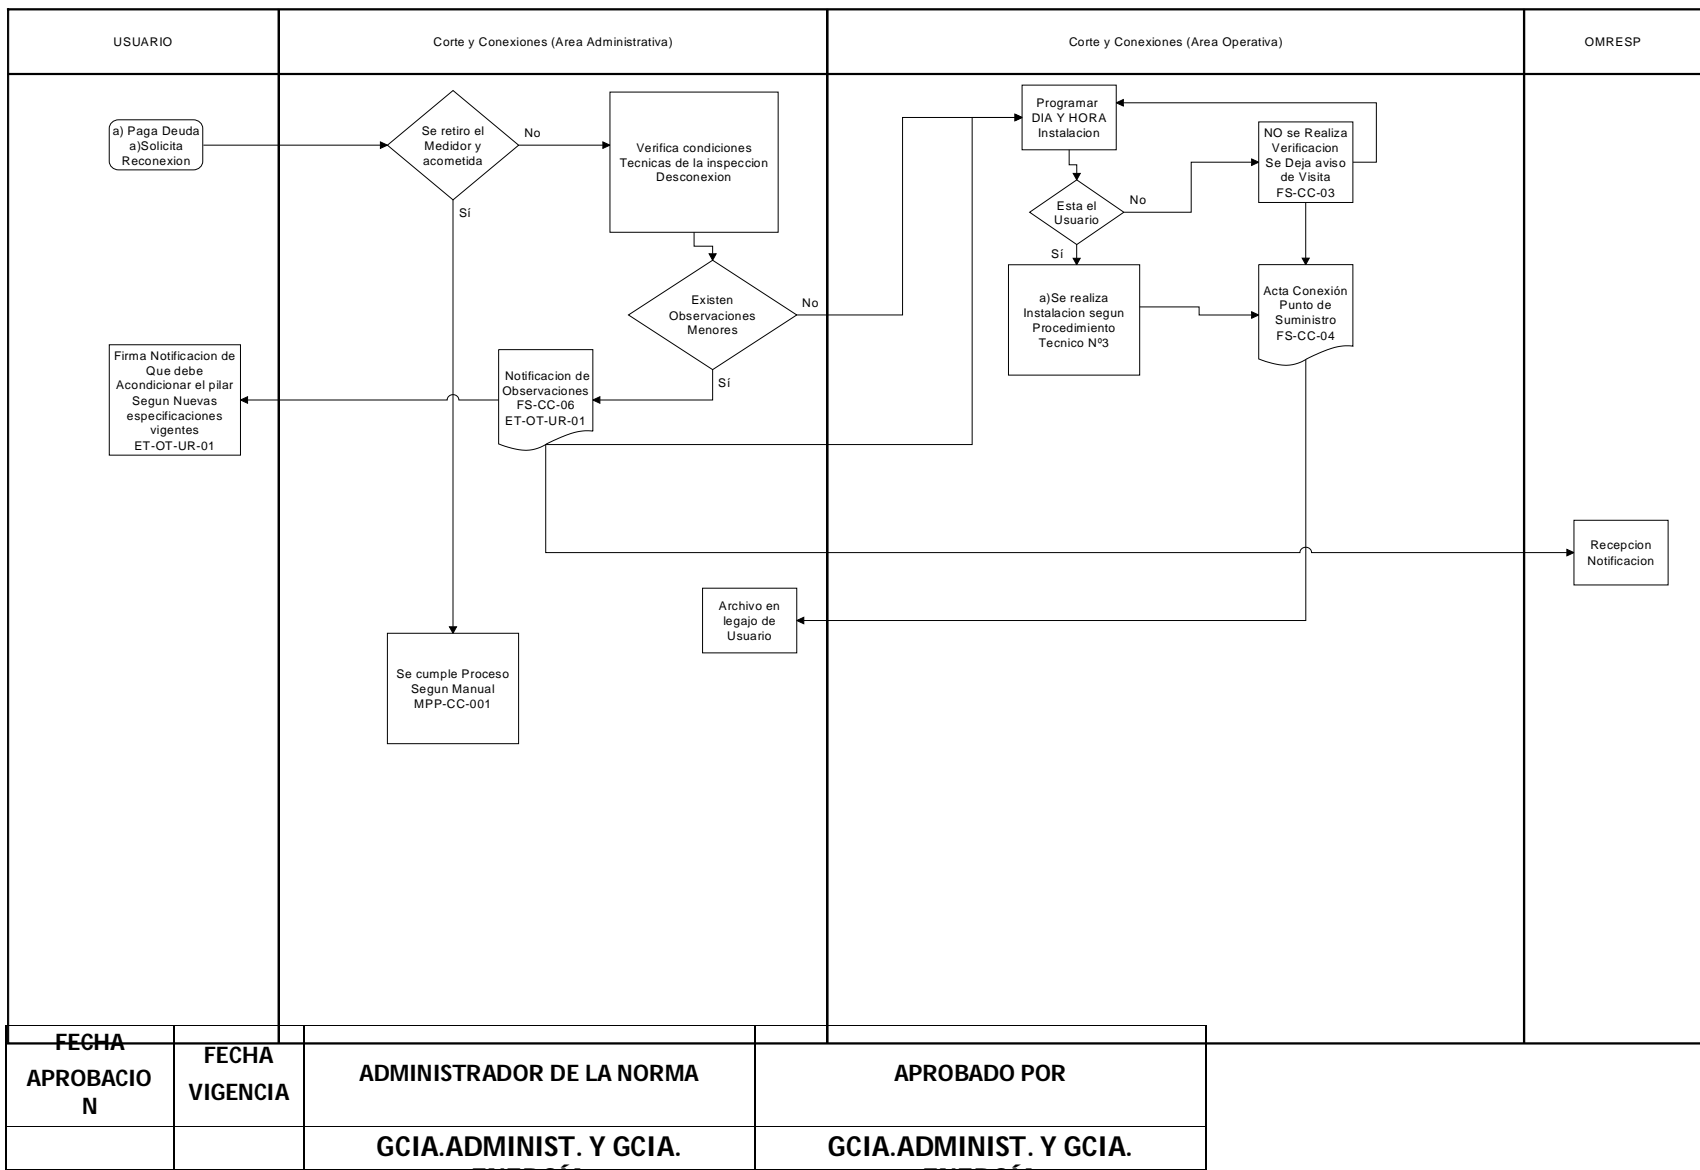 USUARIO
Corte y Conexiones (Area Administrativa)
Corte y Conexiones (Area Operativa)
OMRESP
a) Paga Deuda
a)Solicita
Reconexion
Se retiro el
Medidor y
acometida
No
Sí
Verifica condiciones
Tecnicas de la inspeccion
Desconexion
Existen
Observaciones
Menores
No
Sí
Notificacion de
Observaciones
FS-CC-06
ET-OT-UR-01
Firma Notificacion de
Que debe
Acondicionar el pilar
Segun Nuevas
especificaciones
vigentes
ET-OT-UR-01
Se cumple Proceso
Segun Manual
MPP-CC-001
Programar
DIA Y HORA
Instalacion
Esta el
Usuario
No
Sí
NO se Realiza
Verificacion
Se Deja aviso
de Visita
FS-CC-03
a)Se realiza
Instalacion segun
Procedimiento
Tecnico Nº3
Acta Conexión
Punto de
Suministro
FS-CC-04
Archivo en
legajo de
Usuario
Recepcion
Notificacion
FECHA
APROBACIO
N
FECHA
VIGENCIA
ADMINISTRADOR DE LA NORMA
APROBADO POR
GCIA.ADMINIST. Y GCIA.
GCIA.ADMINIST. Y GCIA.